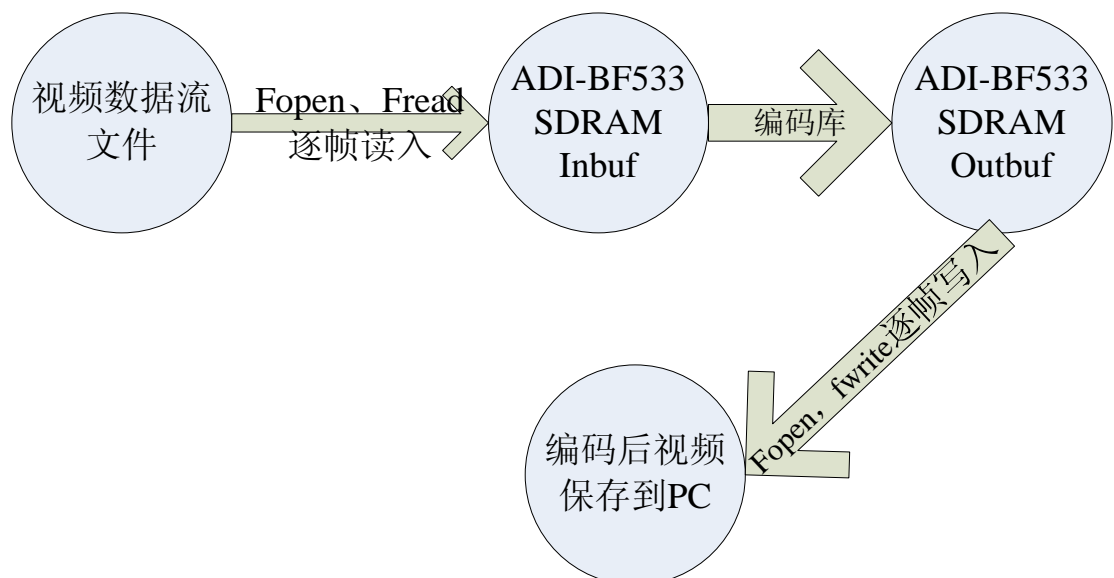 视频数据流
文件
Fopen、Fread
逐帧读入
ADI-BF533
SDRAM
Inbuf
编码库
ADI-BF533
SDRAM
Outbuf
Fopen，fwrite逐帧写入
编码后视频
保存到PC